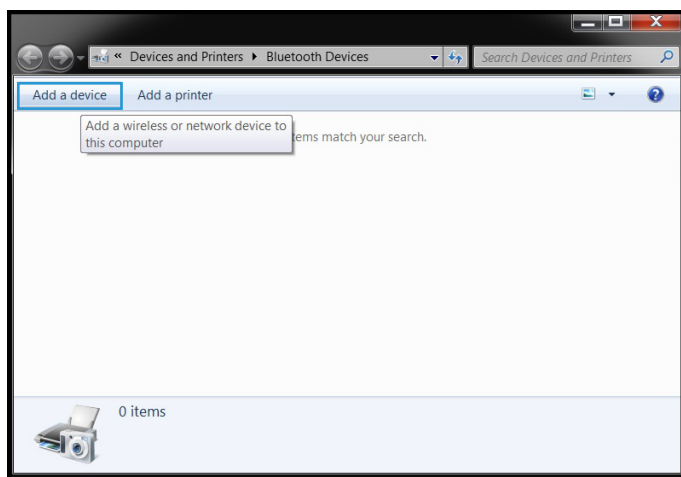 « Devices and Printers Bluetooth Devices Search Devices and Printers
Add a device Add a printer
Add a wireless or network device to
this computer
tems match your search.
0 items